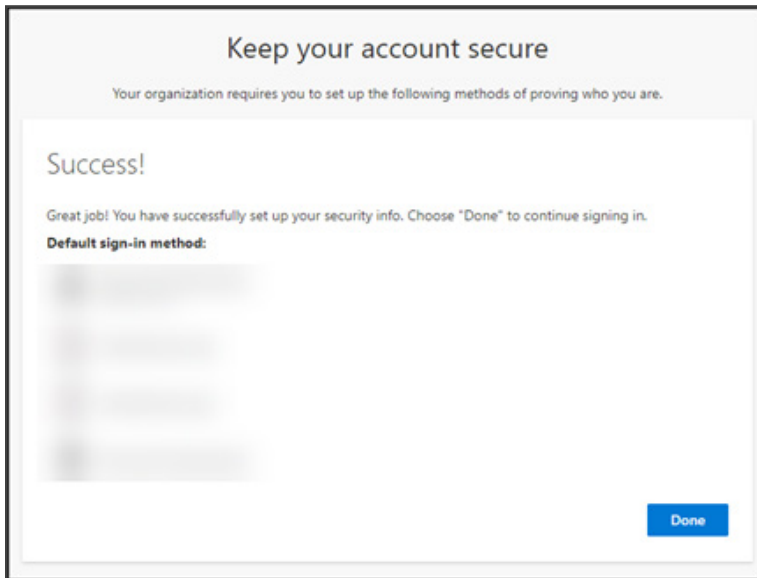 Keep your account secure
Your organization requires you to set up the following methods of proving who you are.
Success!
Great job! You have successfully set up your security info. Choose "Done" to continue signing in.
Default sign-in method:
Done